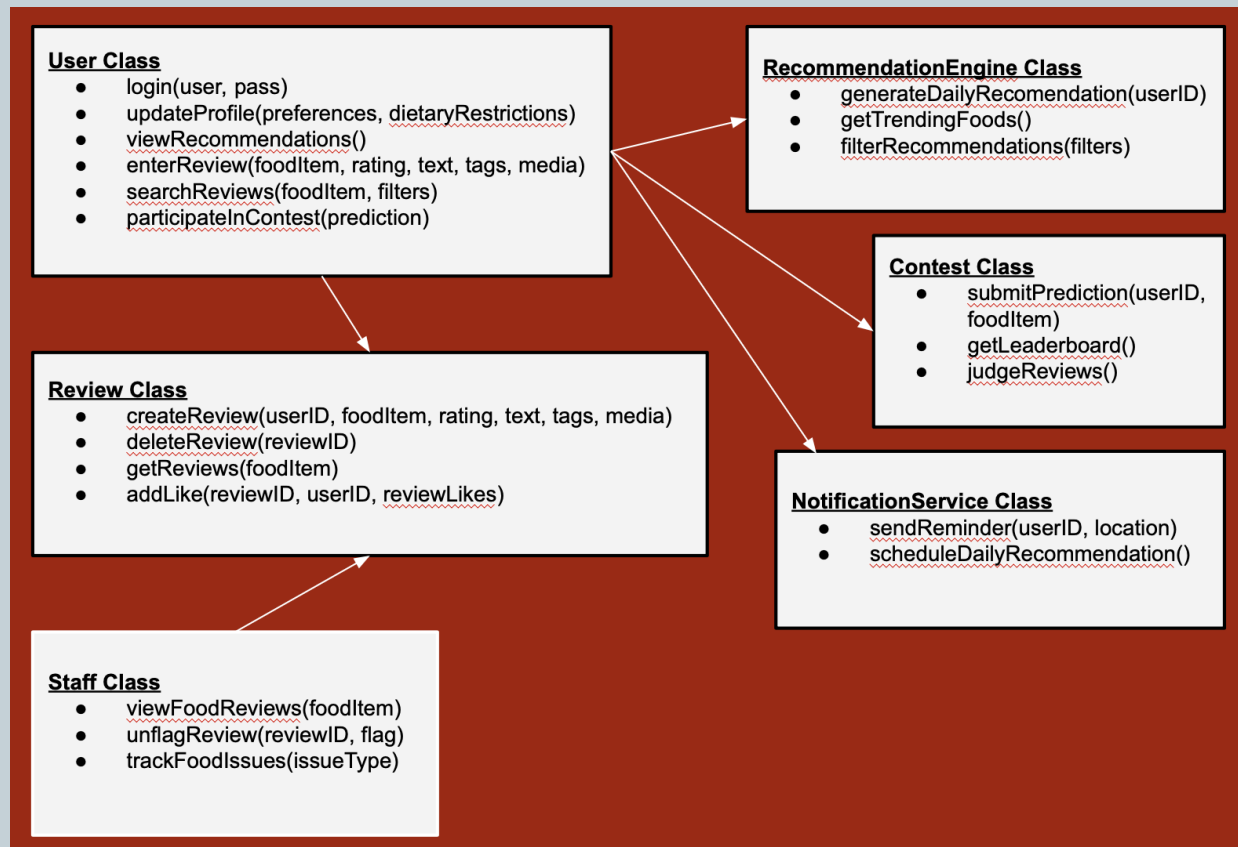 User Class
● login(user, pass)
● updateProfile(preferences, dietaryRestrictions)
● viewRecommendations()
● enterReview(foodItem, rating, text, tags, media)
● searchReviews(foodItem, filters)
● participateInContest(prediction)
RecommendationEngine Class
● generateDailyRecomendation(userID)
● getTrendingFoods()
● filterRecommendations(filters)
Contest Class
● submitPrediction(userID,
foodItem)
● getLeaderboard()
● judgeReviews()
Review Class
● createReview(userID, foodItem, rating, text, tags, media)
● deleteReview(reviewID)
● getReviews(foodItem)
● addLike(reviewID, userID, reviewLikes)
NotificationService Class
● sendReminder(userID, location)
● scheduleDailyRecommendation()
Staff Class
● viewFoodReviews(foodItem)
● unflagReview(reviewID, flag)
● trackFoodIssues(issueType)